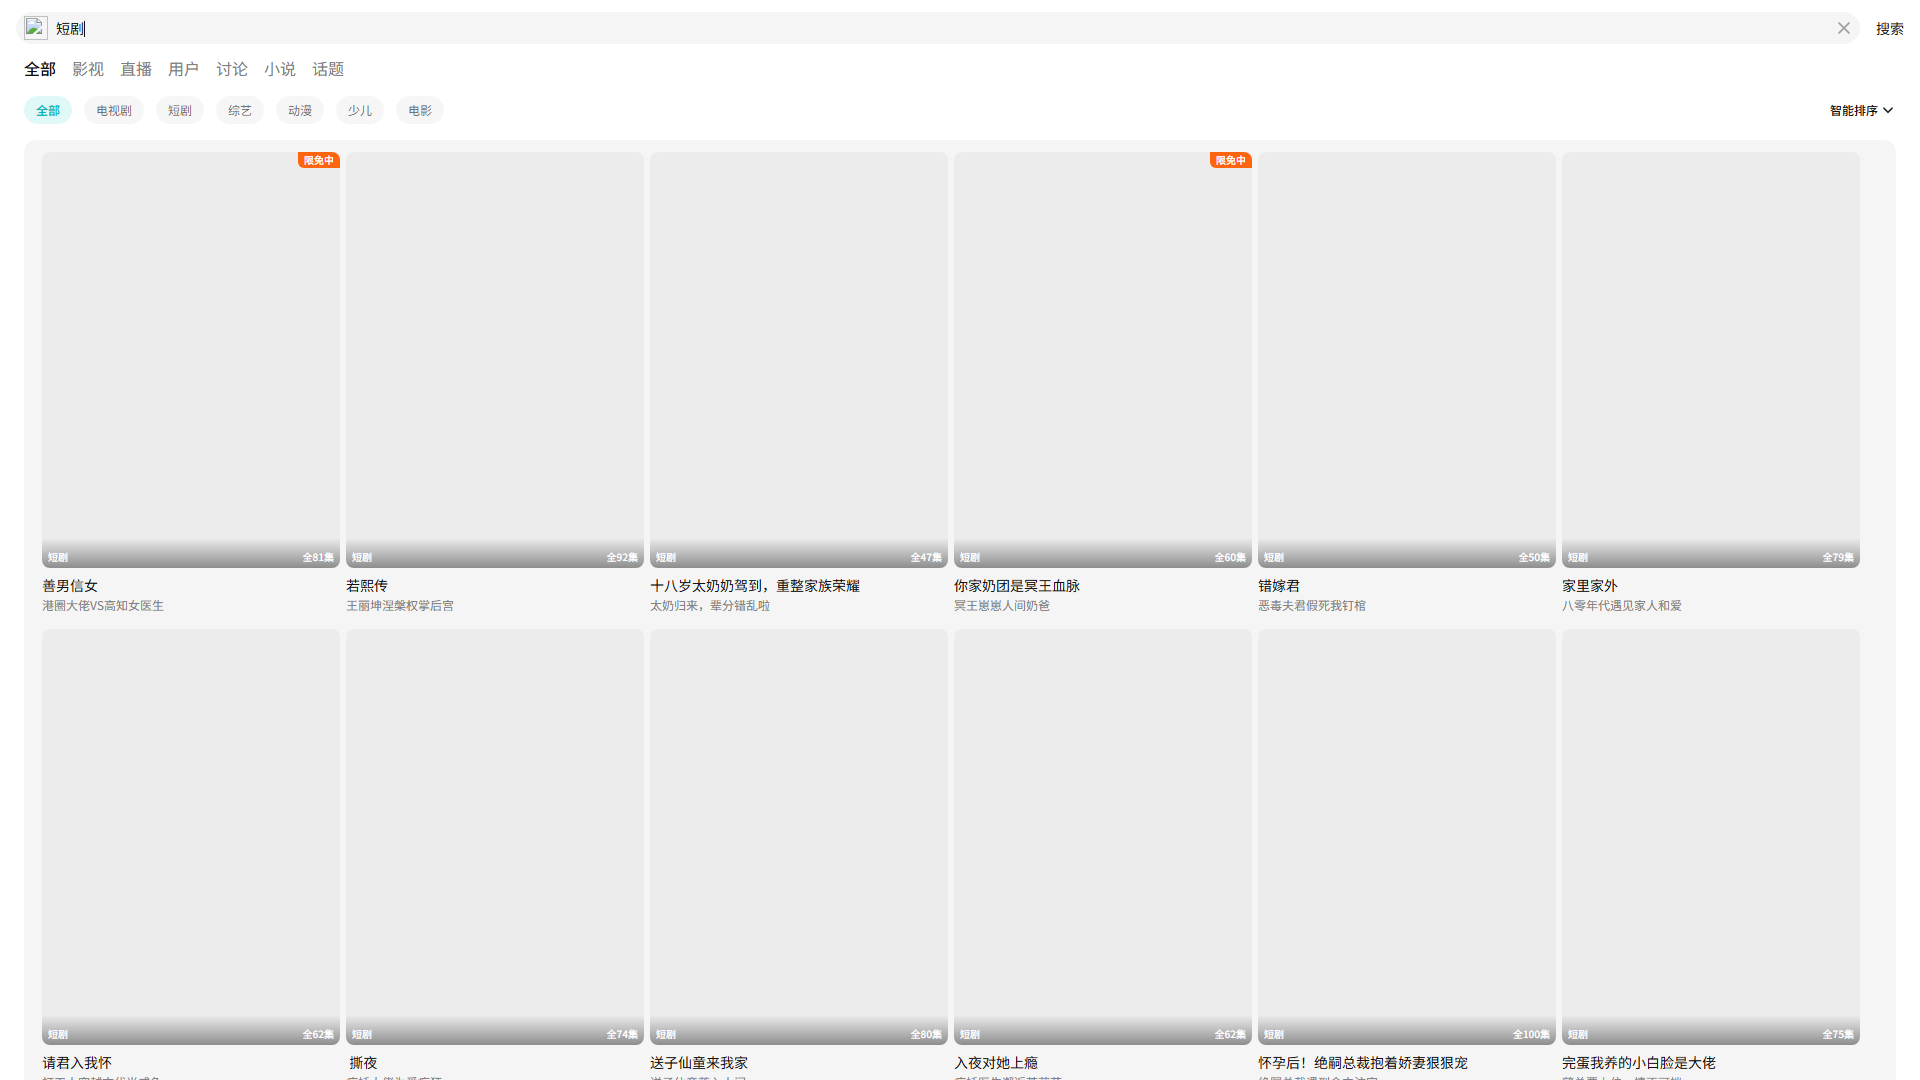 短剧
搜索
全部 影视 直播 用户 讨论 小说 话题
全部 电视剧 短剧 综艺 动漫 少儿 电影
智能排序
限免中
限免中
短剧 全81集
短剧 全92集
短剧 全47集
短剧 全60集
短剧 全50集
短剧 全79集
善男信女
港圈大佬VS高知女医生
若熙传
王丽坤涅槃权掌后宫
十八岁太奶奶驾到，重整家族荣耀
太奶归来，辈分错乱啦
你家奶团是冥王血脉
冥王崽崽人间奶爸
错嫁君
恶毒夫君假死我钉棺
家里家外
八零年代遇见家人和爱
短剧 全62集
短剧 全74集
短剧 全80集
短剧 全62集
短剧 全100集
短剧 全75集
请君入我怀
撕夜
送子仙童来我家
入夜对她上瘾
怀孕后！绝嗣总裁抱着娇妻狠狠宠
完蛋我养的小白脸是大佬